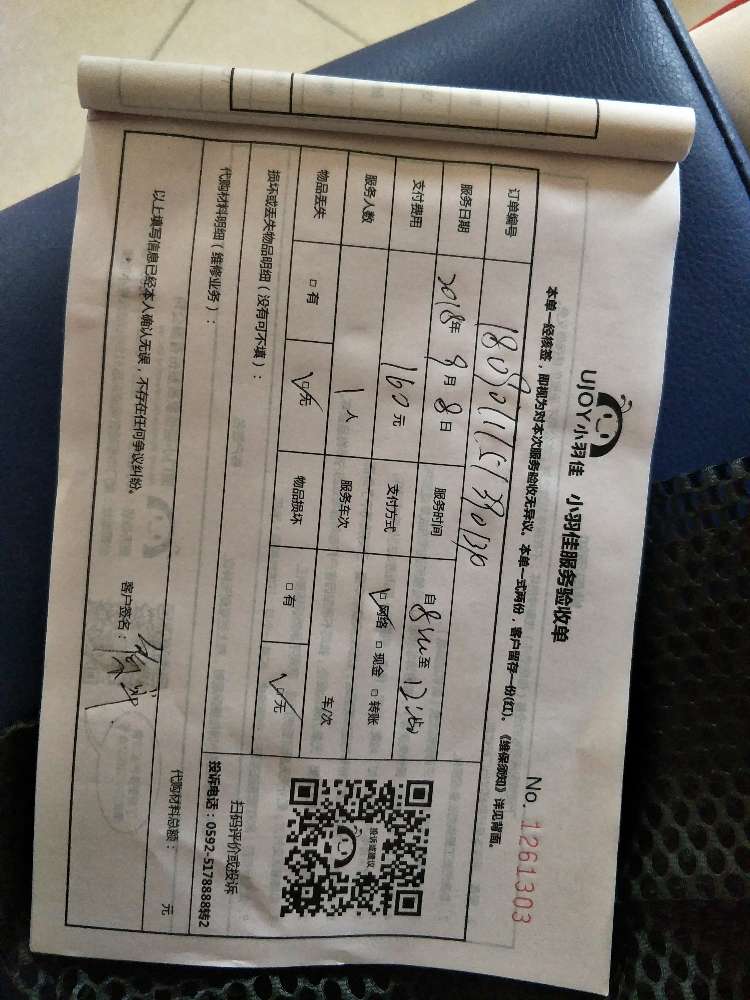 UJOY小羽佳 小羽佳服务验收单
No. 1261303
本单一经核签，即视为对本次服务验收无异议。本单一式两份，客户留存一份(红)。《维保须知》详见背面。
订单编号
服务日期 2018年9月8日 服务时间 自8:00至12:00
支付费用 160元 支付方式 ☑网络 □现金 □转账
服务人数 1人 服务车次 车/次
物品丢失 □有 ☑无 物品损坏 □有 ☑无
损坏或丢失物品明细（没有可不填）：
投诉或建议
扫码评价或投诉
投诉电话：0592-5178888转2
代购材料明细（维修业务）：
代购材料总额： 元
以上填写信息已经本人确认无误，不存在任何争议纠纷。
客户签名：